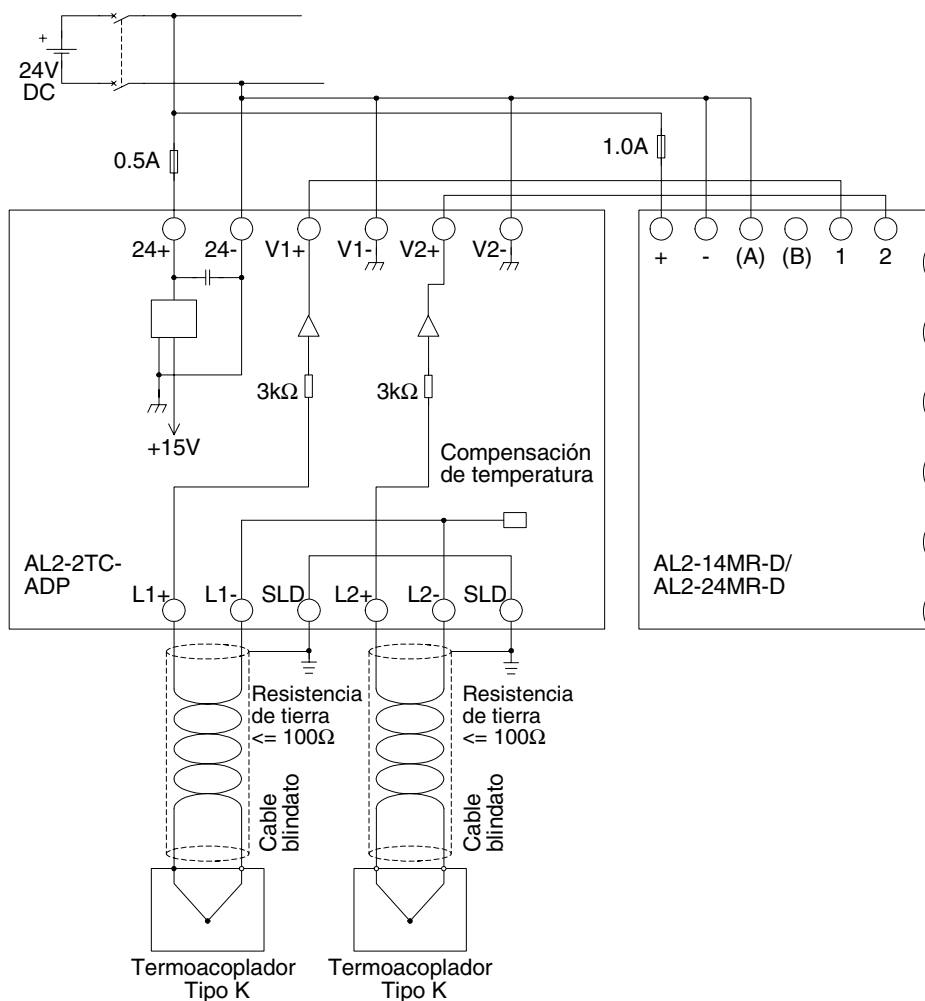 +
24V
DC
0.5A
1.0A
24+ 24- V1+ V1- V2+ V2-
+ - (A) (B) 1 2
3kΩ 3kΩ
+15V
Compensación
de temperatura
AL2-2TC-
ADP
AL2-14MR-D/
AL2-24MR-D
L1+ L1- SLD L2+ L2- SLD
Resistencia
de tierra
<= 100Ω
Resistencia
de tierra
<= 100Ω
Cable
blindato
Cable
blindato
Termoacoplador
Tipo K
Termoacoplador
Tipo K